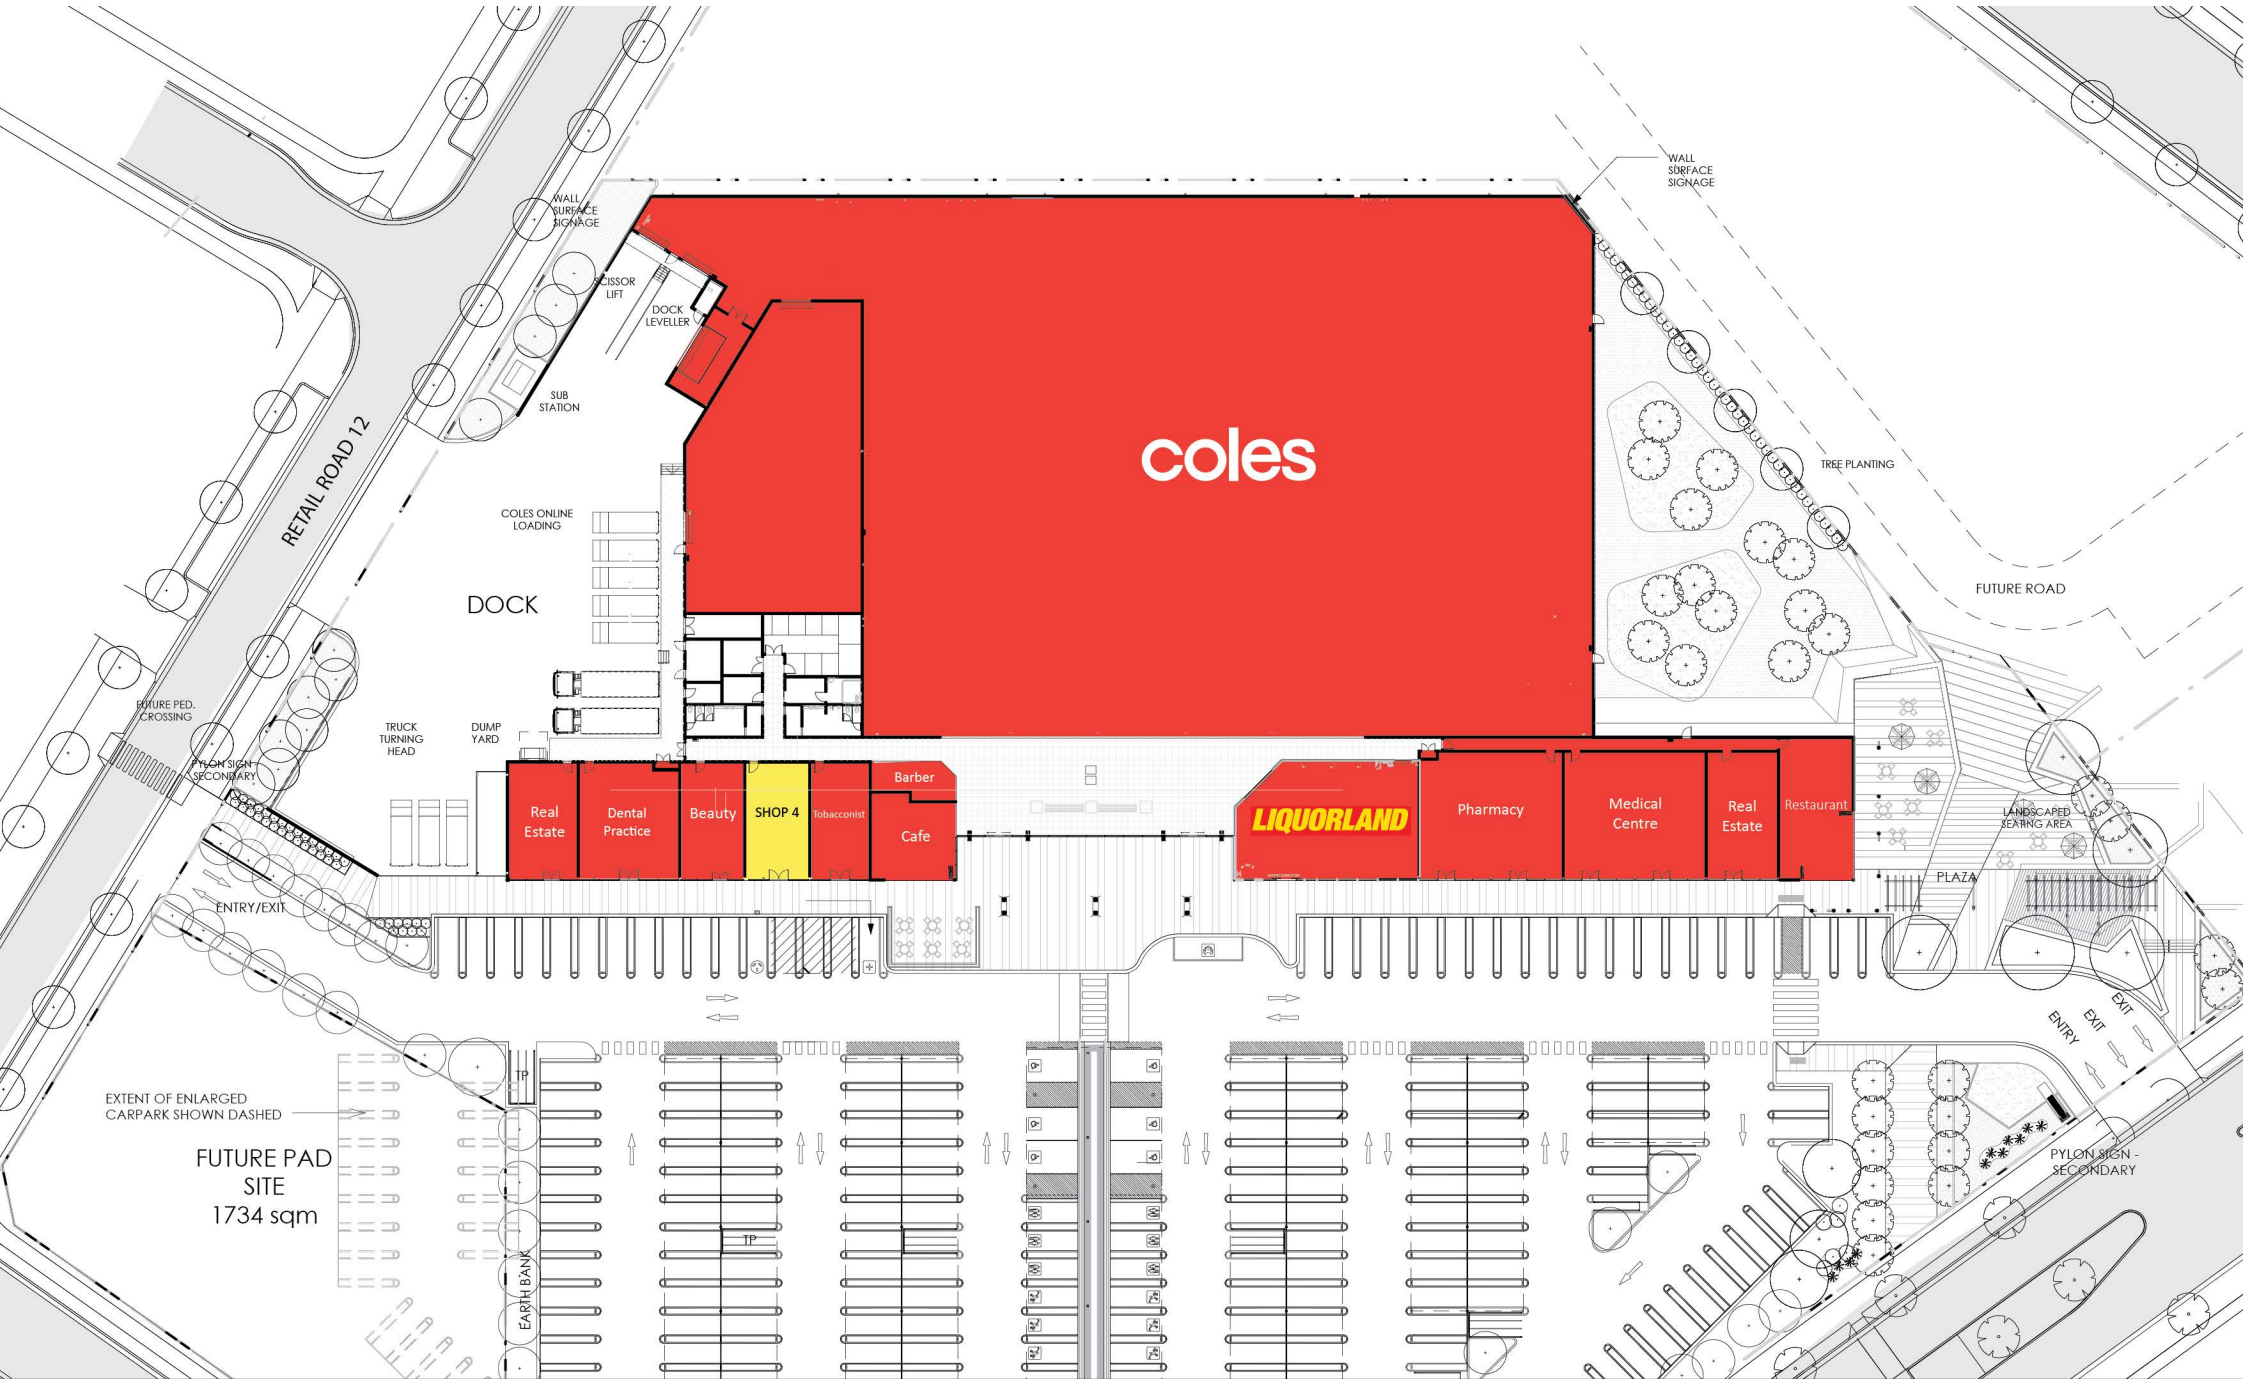 WALL
SURFACE
SIGNAGE
WALL
SURFACE
SIGNAGE
SCISSOR
LIFT
DOCK
LEVELLER
SUB
STATION
RETAIL ROAD 12
coles
TREE PLANTING
COLES ONLINE
LOADING
DOCK
FUTURE ROAD
FUTURE PED.
CROSSING
TRUCK
TURNING
HEAD
DUMP
YARD
PYLON SIGN -
SECONDARY
Real
Estate
Dental
Practice
Beauty
SHOP 4
Tobacconist
Barber
Cafe
LIQUORLAND
Pharmacy
Medical
Centre
Real
Estate
Restaurant
LANDSCAPED
SEATING AREA
PLAZA
ENTRY/EXIT
ENTRY
EXIT
EXIT
TP
EXTENT OF ENLARGED
CARPARK SHOWN DASHED
FUTURE PAD
SITE
1734 sqm
EARTH BANK
TP
PYLON SIGN -
SECONDARY